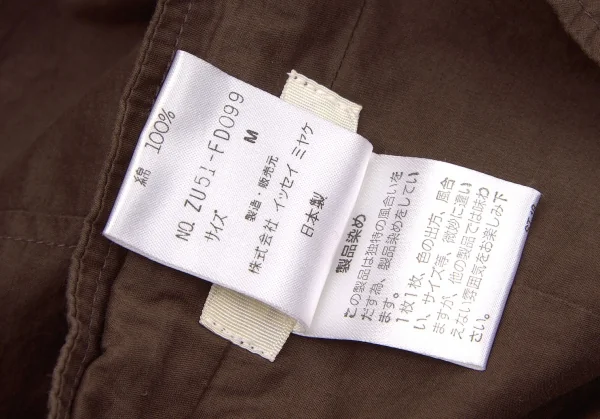 綿 100%
NO. ZU51-FD099
サイズ M
製造・販売元
株式会社 イッセイ ミヤケ
日本製
製品染め
この製品は独特の風合いを
だす為、製品染めをしてい
ます。
1枚1枚、色の出方、風合
い、サイズ等、微妙に違い
ますが、他の製品では味わ
えない雰囲気をお楽しみ下
さい。